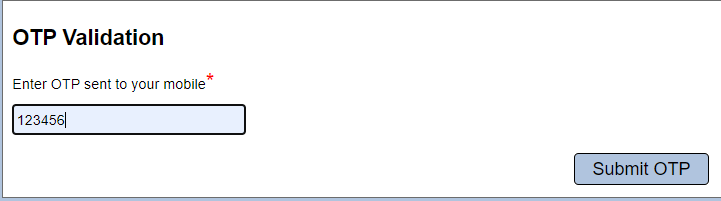 OTP Validation
Enter OTP sent to your mobile*
123456
Submit OTP